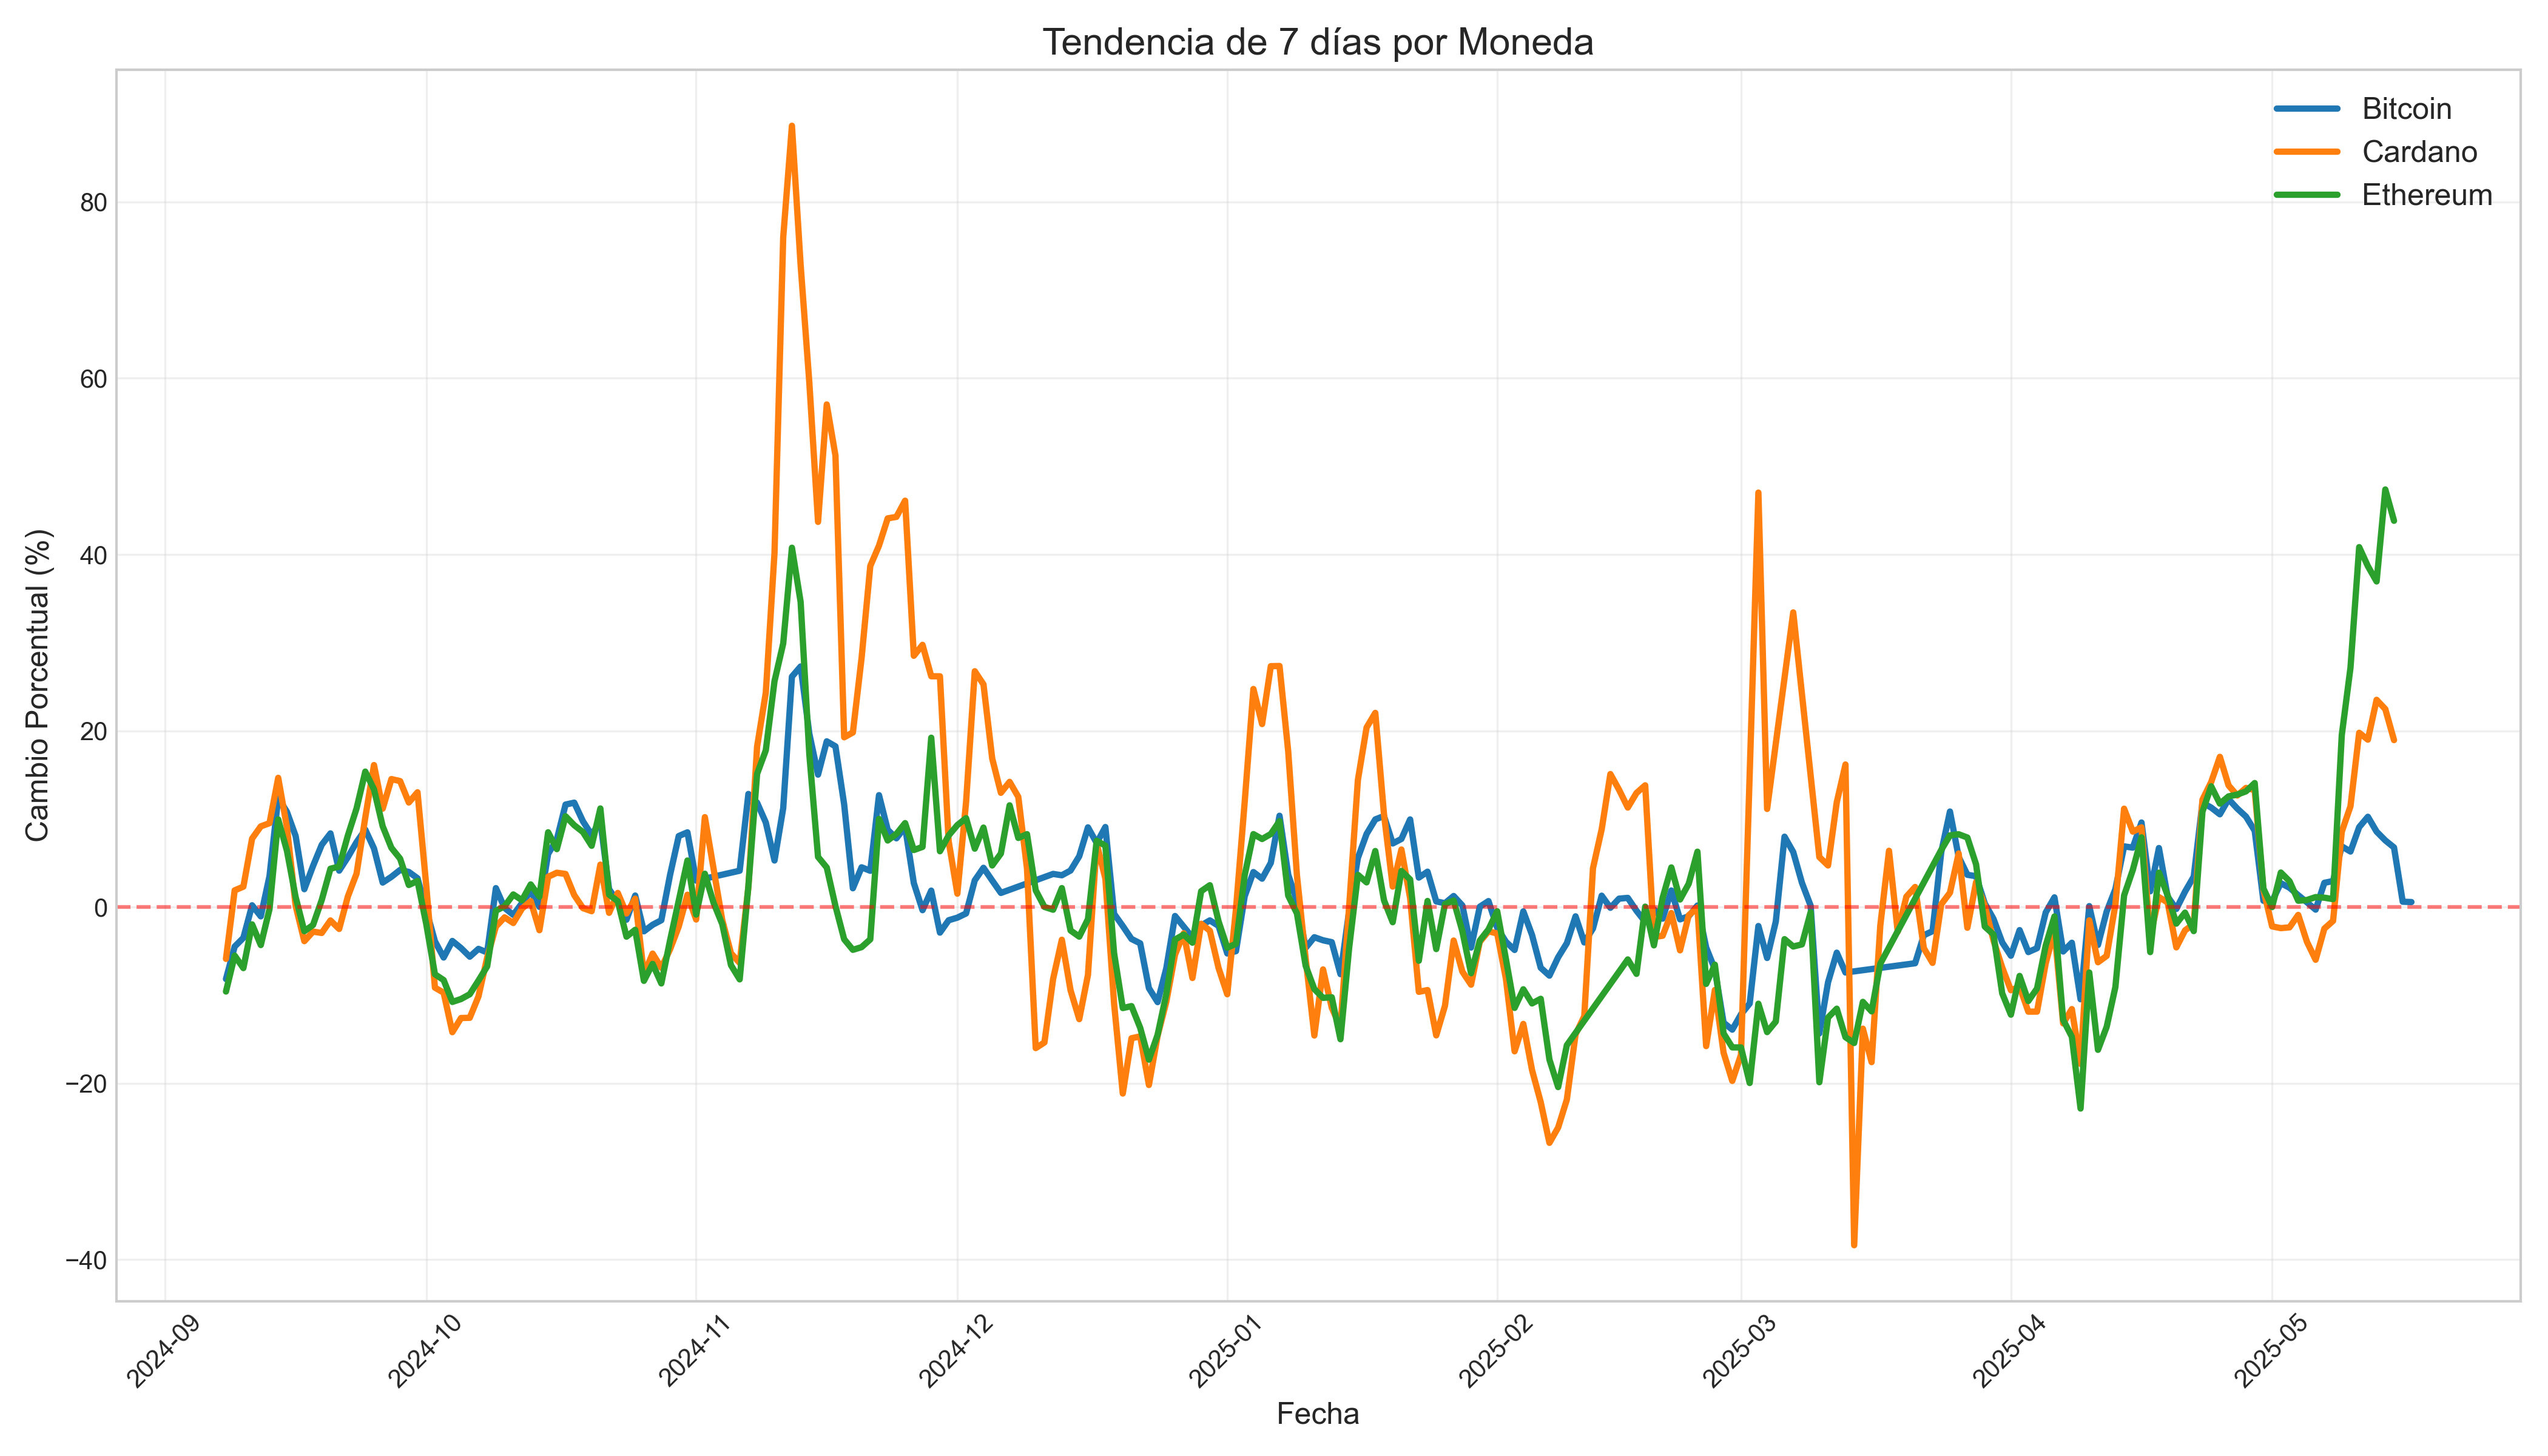 Tendencia de 7 días por Moneda
Bitcoin
Cardano
Ethereum
Cambio Porcentual (%)
80
60
40
20
0
−20
−40
2024-09
2024-10
2024-11
2024-12
2025-01
2025-02
2025-03
2025-04
2025-05
Fecha